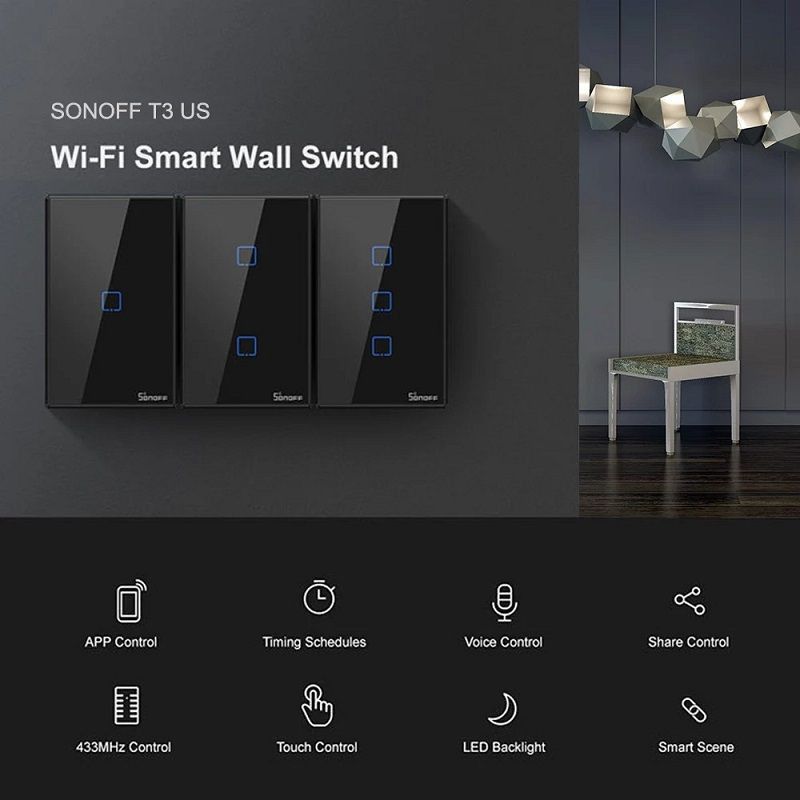 SONOFF T3 US
Wi-Fi Smart Wall Switch
SONOFF SONOFF SONOFF
APP Control Timing Schedules Voice Control Share Control
433MHz Control Touch Control LED Backlight Smart Scene